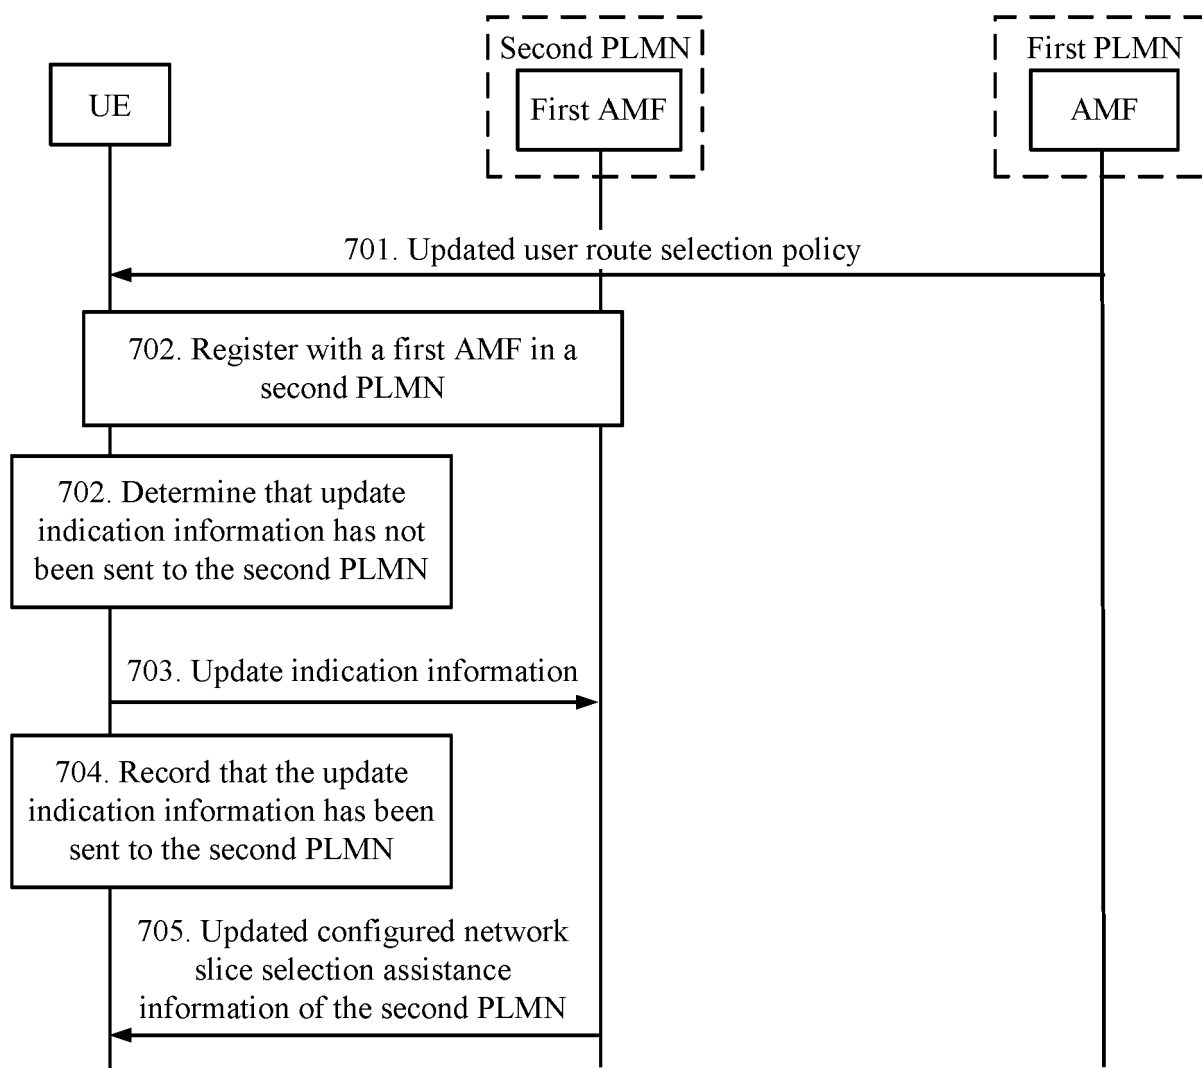 Second PLMN
First PLMN
UE
First AMF
AMF
701. Updated user route selection policy
702. Register with a first AMF in a
second PLMN
702. Determine that update
indication information has not
been sent to the second PLMN
703. Update indication information
704. Record that the update
indication information has been
sent to the second PLMN
705. Updated configured network
slice selection assistance
information of the second PLMN